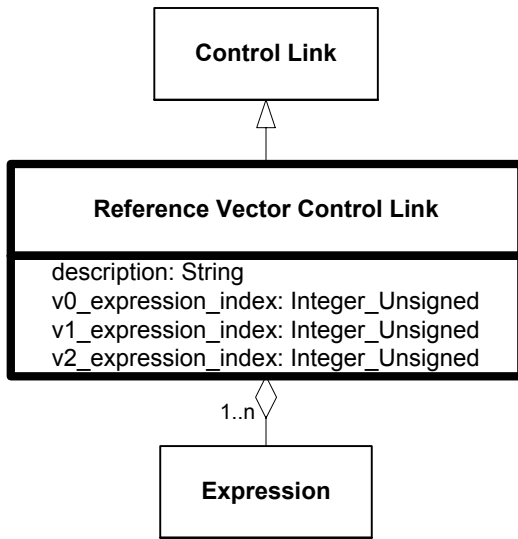 Control Link
Reference Vector Control Link
description: String
v0_expression_index: Integer_Unsigned
v1_expression_index: Integer_Unsigned
v2_expression_index: Integer_Unsigned
1..n
Expression